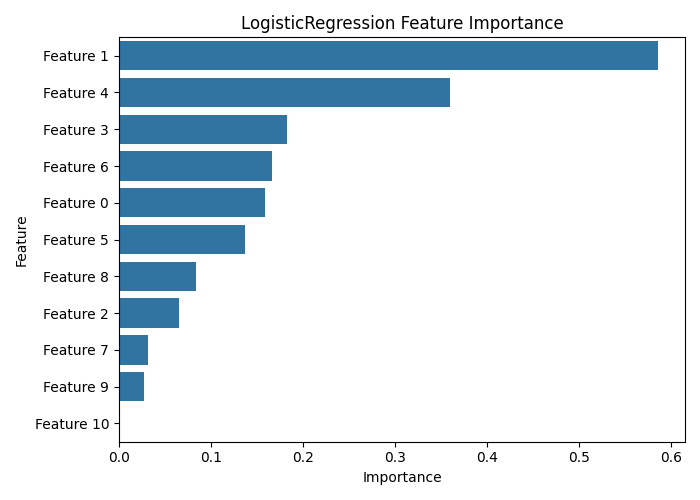 LogisticRegression Feature Importance
Feature 1
Feature 4
Feature 3
Feature 6
Feature 0
Feature 5
Feature 8
Feature 2
Feature 7
Feature 9
Feature 10
Feature
0.0 0.1 0.2 0.3 0.4 0.5 0.6
Importance